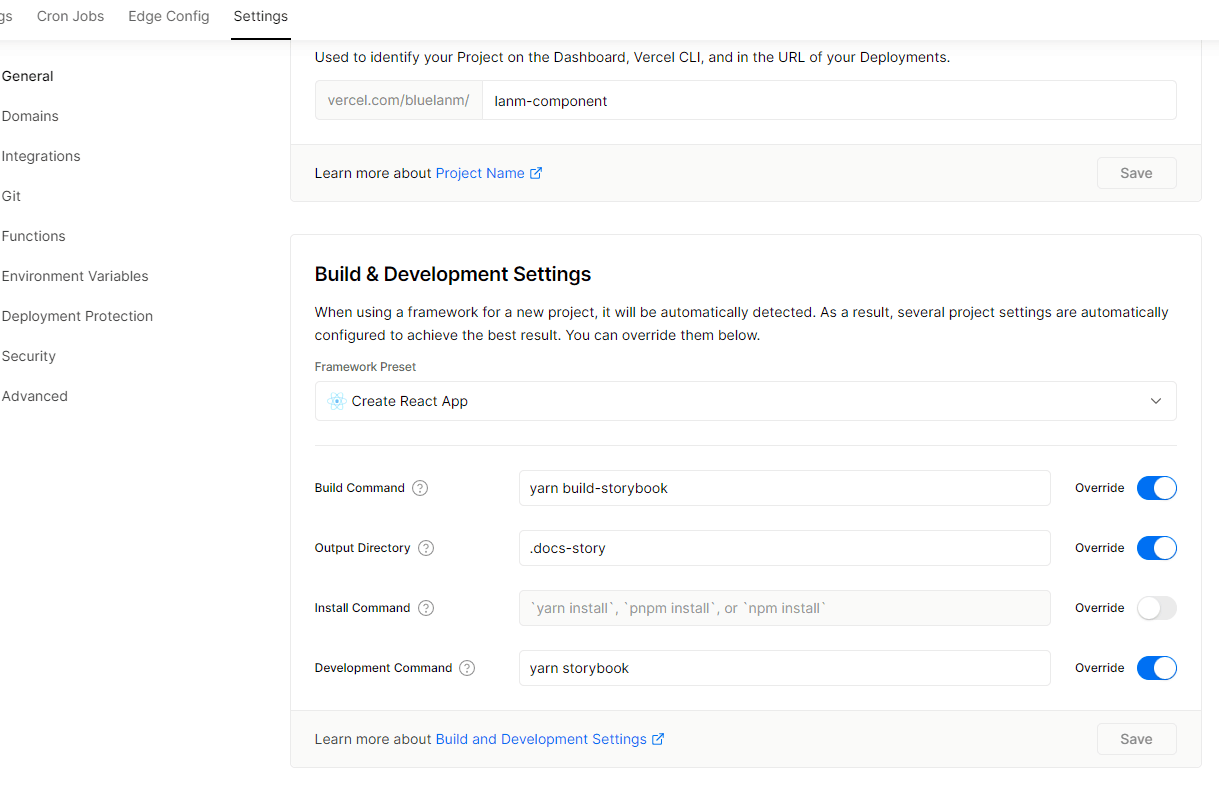 gs Cron Jobs Edge Config Settings
General
Domains
Integrations
Git
Functions
Environment Variables
Deployment Protection
Security
Advanced
Used to identify your Project on the Dashboard, Vercel CLI, and in the URL of your Deployments.
vercel.com/bluelanm/ lanm-component
Learn more about Project Name Save
Build & Development Settings
When using a framework for a new project, it will be automatically detected. As a result, several project settings are automatically
configured to achieve the best result. You can override them below.
Framework Preset
Create React App
Build Command ? yarn build-storybook Override
Output Directory ? .docs-story Override
Install Command ? `yarn install`, `pnpm install`, or `npm install` Override
Development Command ? yarn storybook Override
Learn more about Build and Development Settings Save